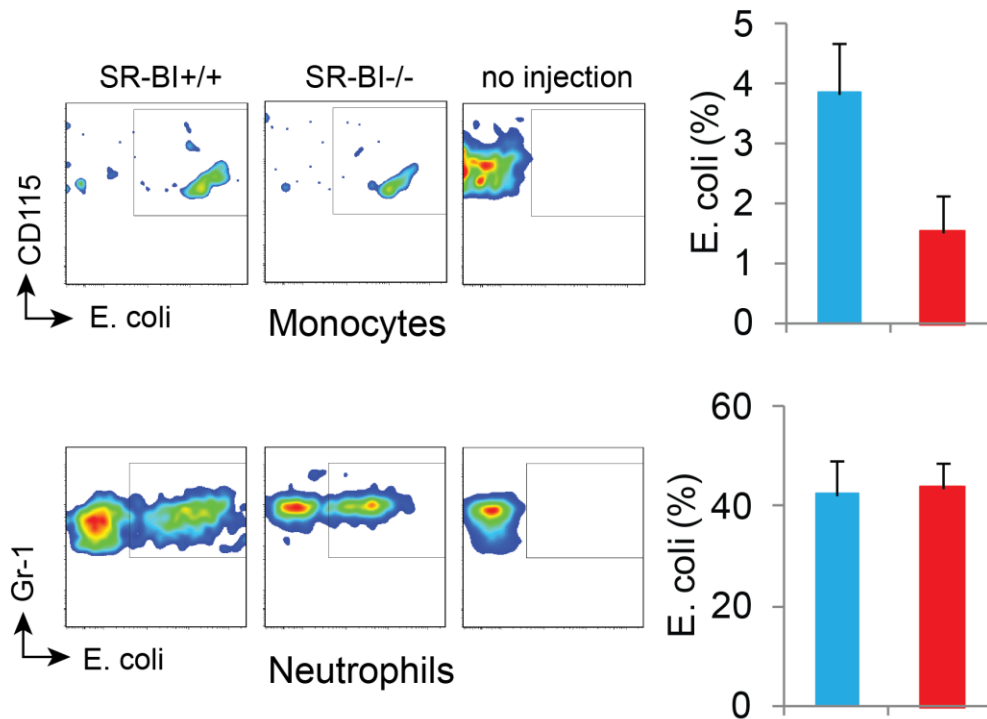 SR-BI+/+
SR-BI-/-
no injection
CD115
E. coli
Monocytes
E. coli (%)
5
4
3
2
1
0
Gr-1
E. coli
Neutrophils
E. coli (%)
60
40
20
0